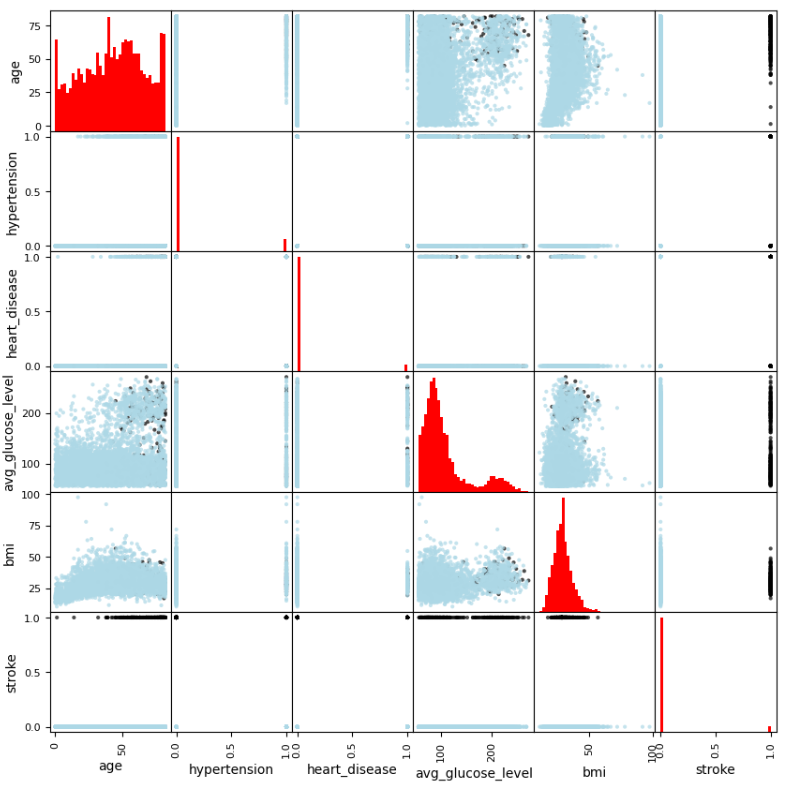 75
50
25
0
age
1.0
0.5
0.0
hypertension
1.0
0.5
0.0
heart_disease
200
100
avg_glucose_level
100
75
50
25
bmi
1.0
0.5
0.0
stroke
0 50 0.0 0.5 1.0 0.0 0.5 1.0 100 200 50 100 0.0 0.5 1.0
age hypertension heart_disease avg_glucose_level bmi stroke